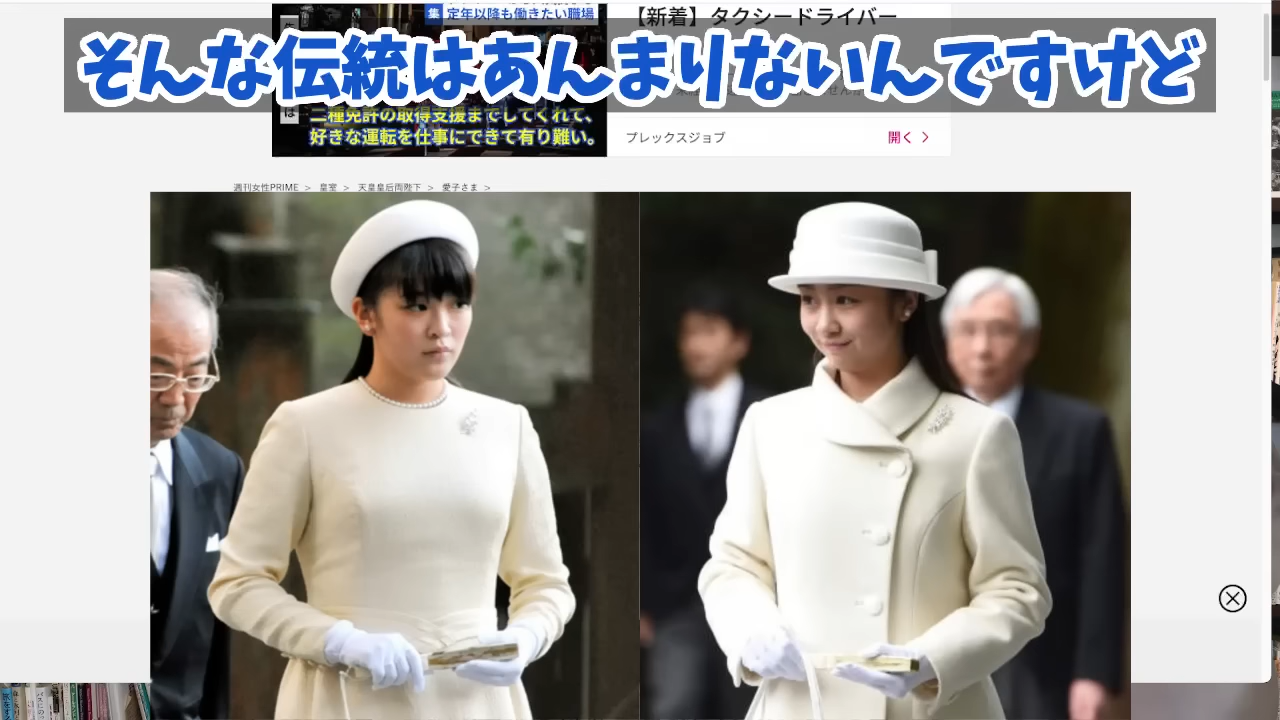 集 定年以降も働きたい職場
【新着】タクシードライバー
そんな伝統はあんまりないんですけど
は
二種免許の取得支援までしてくれて、
好きな運転を仕事にできて有り難い。
プレックスジョブ
開く >
週刊女性PRIME > 皇室 > 天皇皇后両陛下 > 愛子さま >